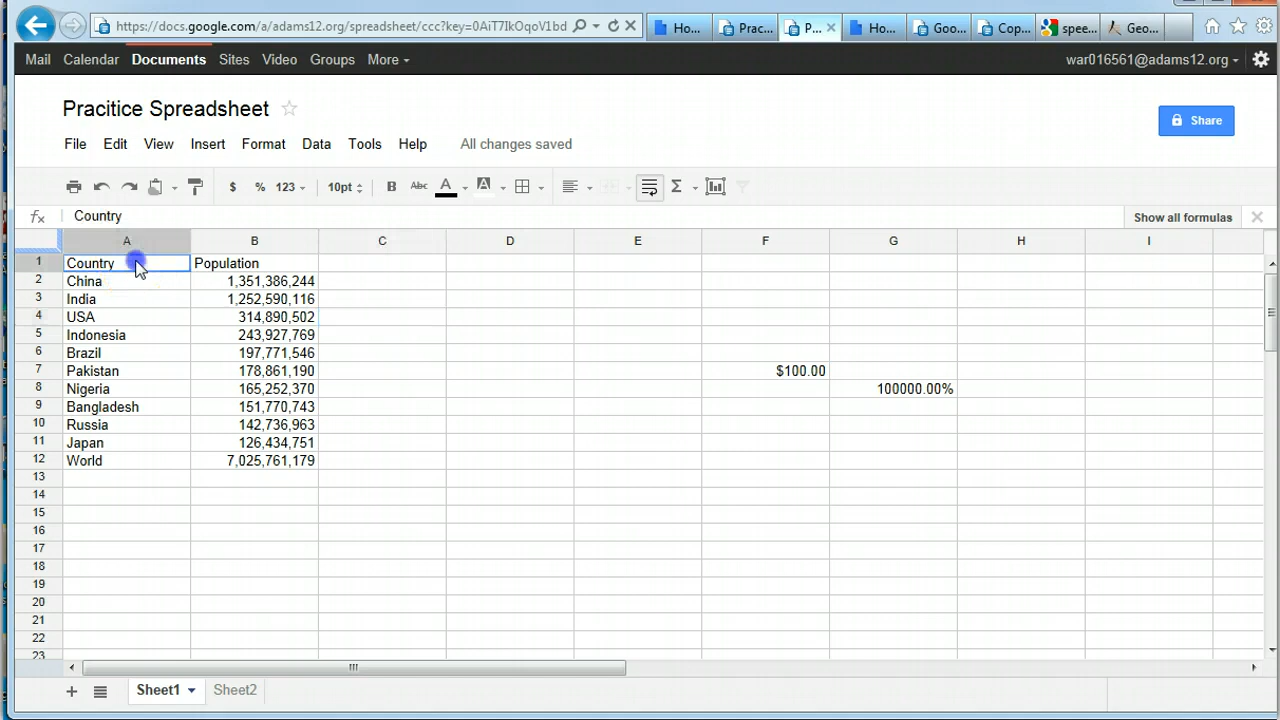 https://docs.google.com/a/adams12.org/spreadsheet/ccc?key=0AiT7IkOqoV1bd
Ho...
Prac...
P...
Ho...
Goo...
Cop...
spee...
Geo...
Mail Calendar Documents Sites Video Groups More
war016561@adams12.org
Pracitice Spreadsheet
Share
File Edit View Insert Format Data Tools Help All changes saved
$ % 123 10pt B Abc A A Σ
fx Country Show all formulas
A B C D E F G H I
1 Country Population
2 China 1,351,386,244
3 India 1,252,590,116
4 USA 314,890,502
5 Indonesia 243,927,769
6 Brazil 197,771,546
7 Pakistan 178,861,190 $100.00
8 Nigeria 165,252,370 100000.00%
9 Bangladesh 151,770,743
10 Russia 142,736,963
11 Japan 126,434,751
12 World 7,025,761,179
13
14
15
16
17
18
19
20
21
22
23
Sheet1 Sheet2